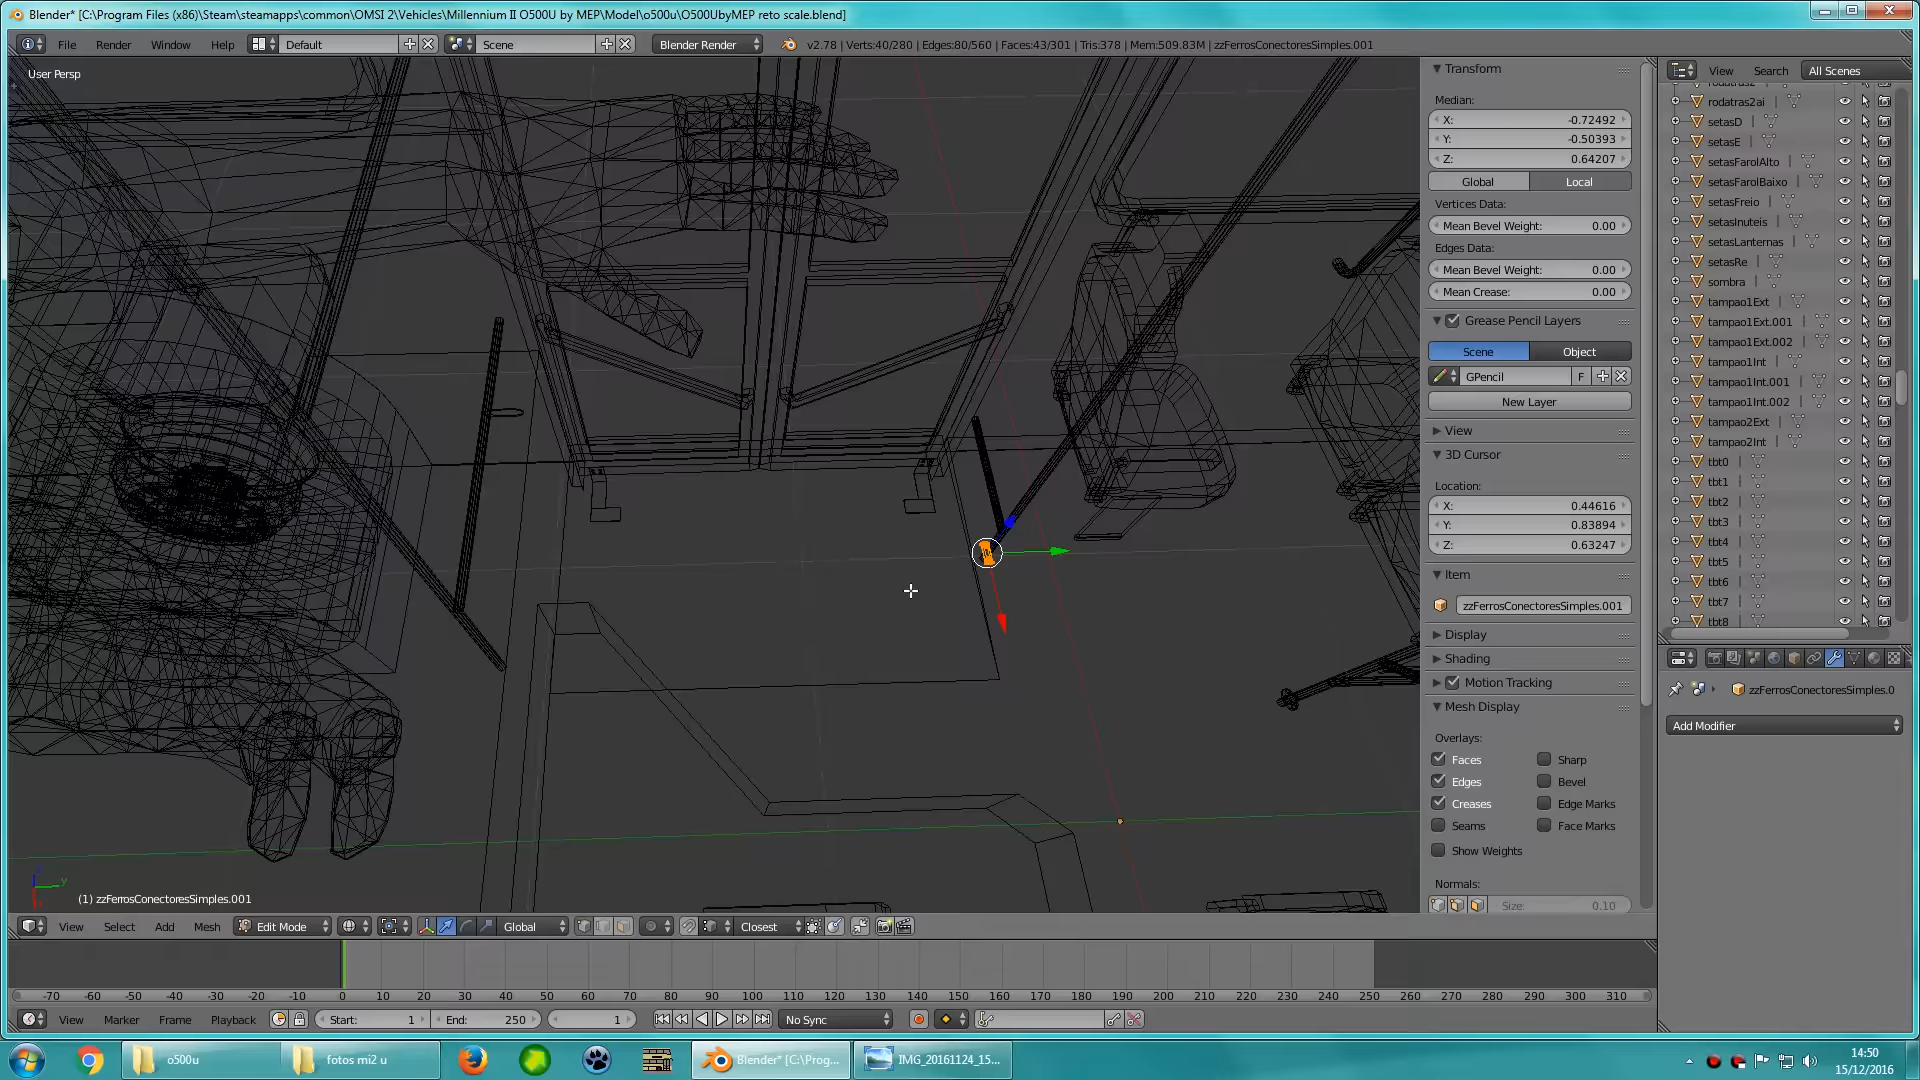 Blender* [C:\Program Files (x86)\Steam\steamapps\common\OMSI 2\Vehicles\Millennium II O500U by MEP\Model\o500u\O500UbyMEP reto scale.blend]
File Render Window Help Default Scene Blender Render v2.78 | Verts:40/280 | Edges:80/560 | Faces:43/301 | Tris:378 | Mem:509.83M | zzFerrosConectoresSimples.001
User Persp
(1) zzFerrosConectoresSimples.001
View Select Add Mesh Edit Mode Global Closest
Transform
Median:
X: -0.72492
Y: -0.50393
Z: 0.64207
Global Local
Vertices Data:
Mean Bevel Weight: 0.00
Edges Data:
Mean Bevel Weight: 0.00
Mean Crease: 0.00
Grease Pencil Layers
Scene Object
GPencil F
New Layer
View
3D Cursor
Location:
X: 0.44616
Y: 0.83894
Z: 0.63247
Item
zzFerrosConectoresSimples.001
Display
Shading
Motion Tracking
Mesh Display
Overlays:
Faces Sharp
Edges Bevel
Creases Edge Marks
Seams Face Marks
Show Weights
Normals:
Size: 0.10
View Search All Scenes
rodatras2ai
setasD
setasE
setasFarolAlto
setasFarolBaixo
setasFreio
setasInuteis
setasLanternas
setasRe
sombra
tampao1Ext
tampao1Ext.001
tampao1Ext.002
tampao1Int
tampao1Int.001
tampao1Int.002
tampao2Ext
tampao2Int
tbt0
tbt1
tbt2
tbt3
tbt4
tbt5
tbt6
tbt7
tbt8
zzFerrosConectoresSimples.0
Add Modifier
-70 -60 -50 -40 -30 -20 -10 0 10 20 30 40 50 60 70 80 90 100 110 120 130 140 150 160 170 180 190 200 210 220 230 240 250 260 270 280 290 300 310
View Marker Frame Playback Start: 1 End: 250 1 No Sync
o500u fotos mi2 u Blender* [C:\Prog... IMG_20161124_15...
14:50
15/12/2016